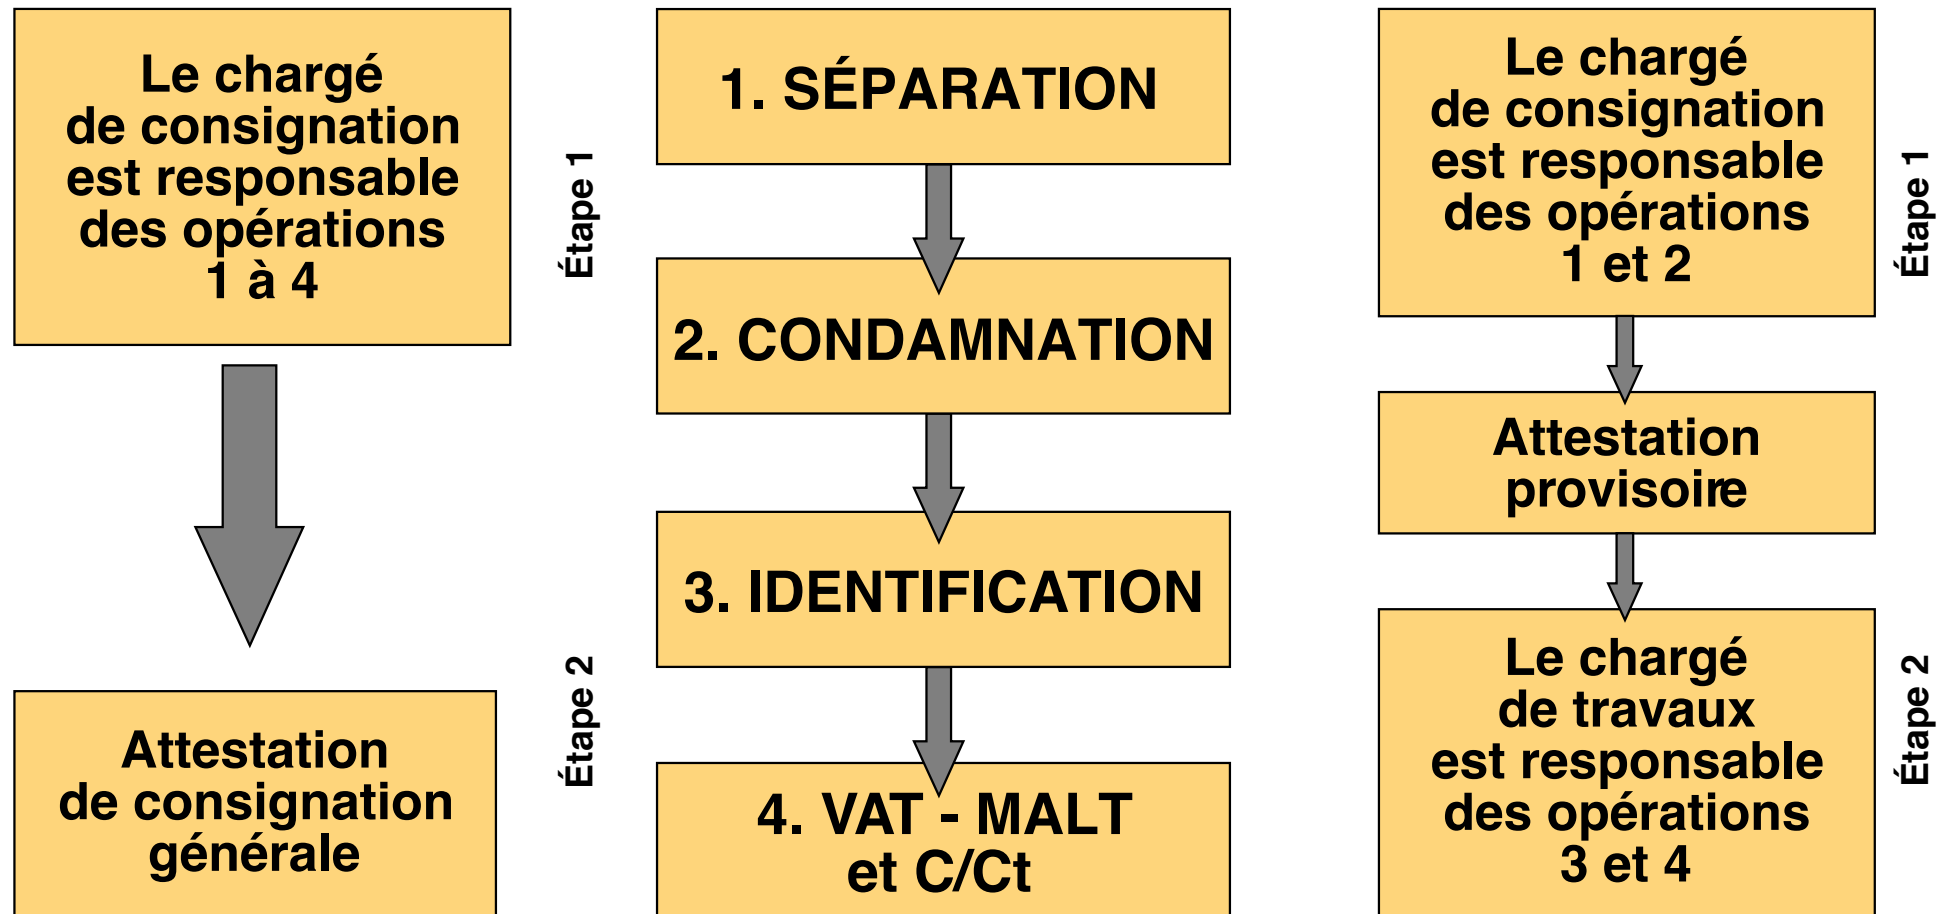 Le chargé
de consignation
est responsable
des opérations
1 à 4
Attestation
de consignation
générale
Étape 1
Étape 2
1. SÉPARATION
2. CONDAMNATION
3. IDENTIFICATION
4. VAT - MALT
et C/Ct
Le chargé
de consignation
est responsable
des opérations
1 et 2
Attestation
provisoire
Le chargé
de travaux
est responsable
des opérations
3 et 4
Étape 1
Étape 2